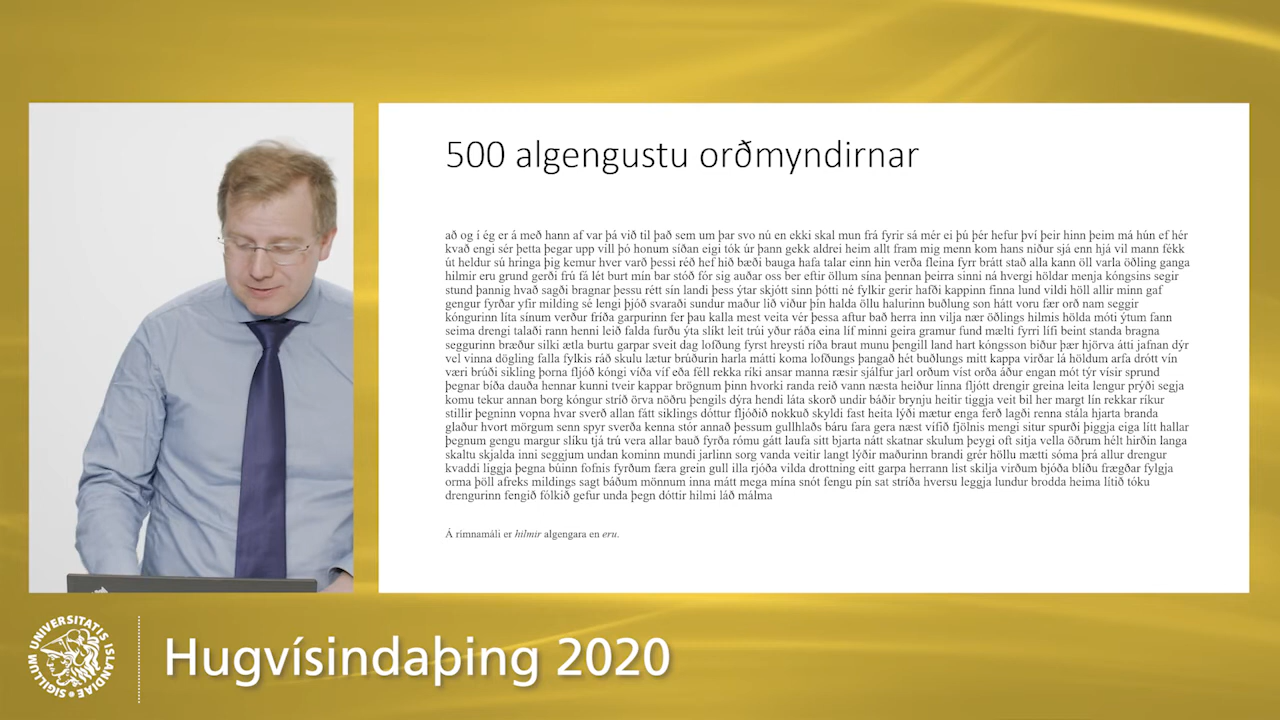 500 algengustu orðmyndirnar
að og í ég er á með hann af var þá við til það sem um þar svo nú en ekki skal mun frá fyrir sá mér ei þú þér hefur því þeir hinn þeim má hún ef hér
kvað engi sér þetta þegar upp vill þó honum síðan eigi tók úr þann gekk aldrei heim allt fram mig menn kom hans niður sjá enn hjá vil mann fékk
út heldur sú hringa þig kemur hver varð þessi réð hef hið bæði bauga hafa talar einn hin verða fleina fyrr brátt stað alla kann öll varla öðling ganga
hilmir eru grund gerði frú fá lét burt mín bar stóð fór sig auðar oss ber eftir öllum sína þennan þeirra sinni ná hvergi höldar menja kóngsins segir
stund þannig hvað sagði bragnar þessu rétt sín landi þess ýtar skjótt sinn þótti né fylkir gerir hafði kappinn finna lund vildi höll allir minn gaf
gengur fyrðar yfir milding sé lengi þjóð svaraði sundur maður lið viður þín halda öllu halurinn buðlung son hátt voru fær orð nam seggir
kóngurinn líta sínum verður fríða garpurinn fer þau kalla mest veita vér þessa aftur bað herra inn vilja nær öðlings hilmis hölda móti ýtum fann
seima drengi talaði rann henni leið falda furðu ýta slíkt leit trúi yður ráða eina líf minni geira gramur fund mælti fyrri lífi beint standa bragna
seggurinn bræður silki ætla burtu garpar sveit dag lofðung fyrst hreysti ríða braut munu þengill land hart kóngsson biður þær hjörva átti jafnan dýr
vel vinna dögling falla fylkis ráð skulu lætur brúðurin harla mátti koma lofðungs þangað hét buðlungs mitt kappa virðar lá höldum arfa drótt vín
væri brúði sikling þorna fljóð kóngi víða víf eða féll rekka ríki ansar manna ræsir sjálfur jarl orðum vist orða áður engan mót týr vísir sprund
þegnar bíða dauða hennar kunni tveir kappar brögnum þinn hvorki randa reið vann næsta heiður linna fljótt drengir greina leita lengur prýði segja
komu tekur annan borg kóngur stríð örva nöðru þengils dýra hendi láta skorð undir báðir brynju heitir tiggja veit bil her margt lín rekkar ríkur
stillir þegninn vopna hvar sverð allan fátt siklings dóttur fljóðið nokkuð skyldi fast heita lýði mætur enga ferð lagði renna stála hjarta branda
glaður hvort mörgum senn spyr sverða kenna stór annað þessum gullhlaðs báru fara gera næst vífið fjölnis mengi situr spurði þiggja eiga lítt hallar
þegnum gengu margur slíku tjá trú vera allar bauð fyrða rómu gátt laufa sitt bjarta nátt skatnar skulum þeygi oft sitja vella öðrum hélt hirðin langa
skaltu skjalda inni seggjum undan kominn mundi jarlinn sorg vanda veitir langt lýðir maðurinn brandi grér höllu mætti sóma þrá allur drengur
kvaddi liggja þegna búinn fofnis fyrðum færa grein gull illa rjóða vilda drottning eitt garpa herrann list skilja virðum bjóða blíðu frægðar fylgja
orma þöll afreks mildings sagt báðum mönnum inna mátt mega mína snót fengu pín sat stríða hversu leggja lundur brodda heima lítið tóku
drengurinn fengið fólkið gefur unda þegn dóttir hilmi láð málma
Á rímnamáli er hilmir algengara en eru.
SIGILLUM UNIVERSITATIS ISLANDIAE
Hugvísindaþing 2020